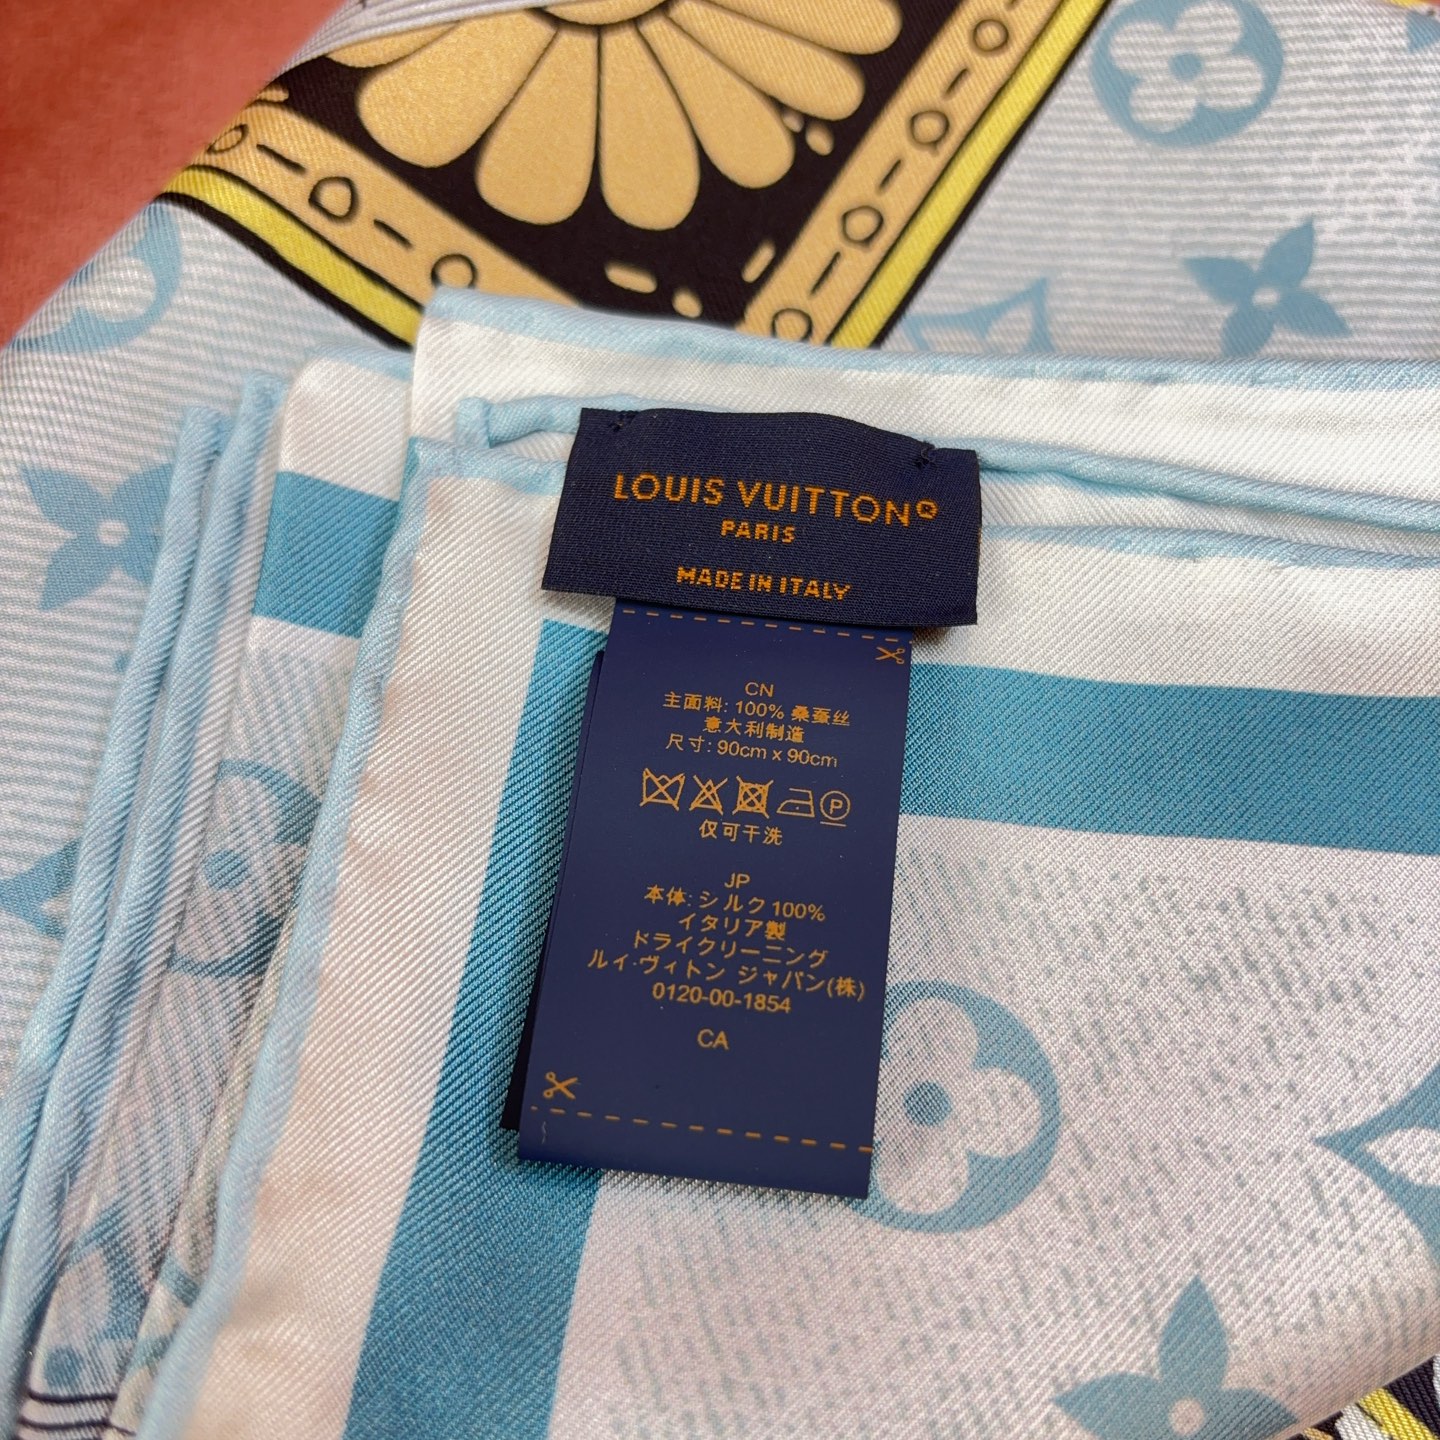 LOUIS VUITTON®
PARIS
MADE IN ITALY
CN
主面料: 100% 桑蚕丝
意大利制造
尺寸: 90cm x 90cm
P
仅可干洗
JP
本体: シルク 100%
イタリア製
ドライクリーニング
ルイ·ヴィトン ジャパン(株)
0120-00-1854
CA